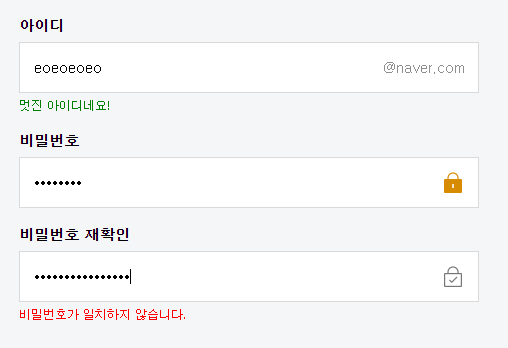 아이디
eoeoeoeo @naver.com
멋진 아이디네요!
비밀번호
••••••••
비밀번호 재확인
••••••••••••••••
비밀번호가 일치하지 않습니다.